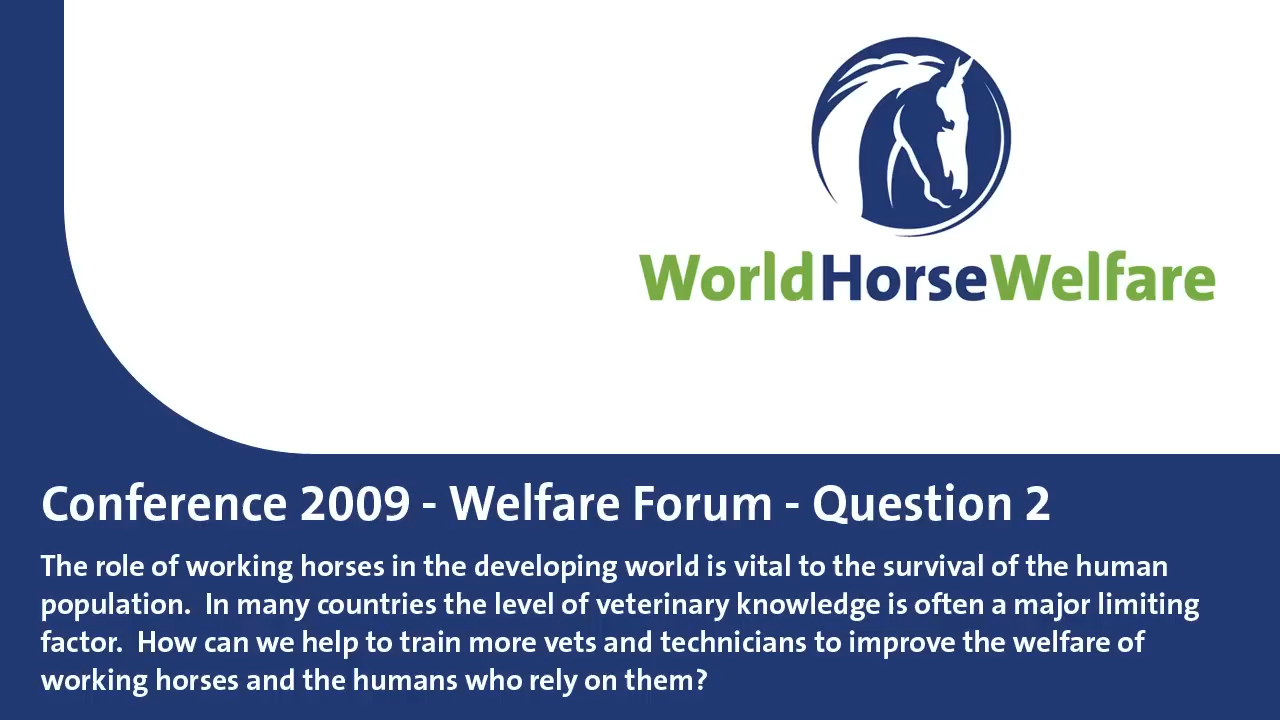 WorldHorseWelfare
Conference 2009 - Welfare Forum - Question 2
The role of working horses in the developing world is vital to the survival of the human
population.  In many countries the level of veterinary knowledge is often a major limiting
factor.  How can we help to train more vets and technicians to improve the welfare of
working horses and the humans who rely on them?